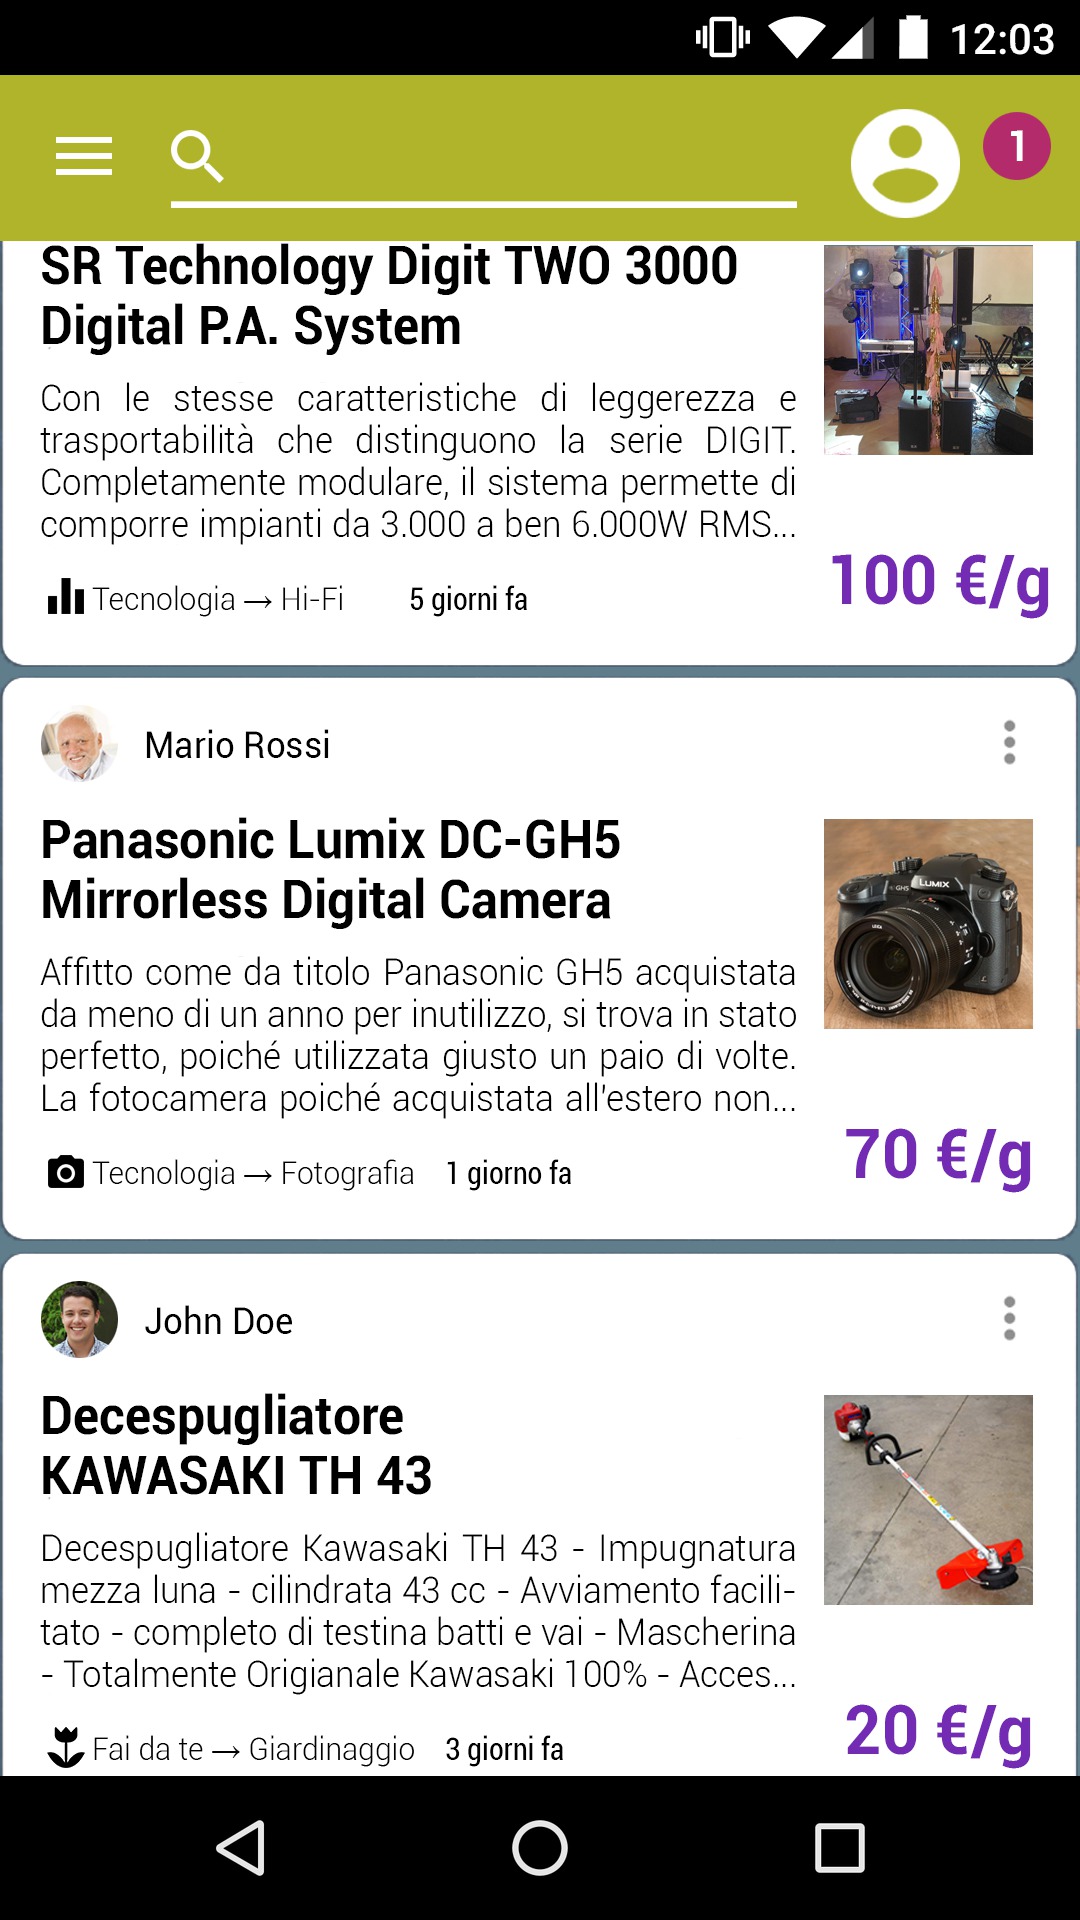 12:03
1
SR Technology Digit TWO 3000
Digital P.A. System
Con le stesse caratteristiche di leggerezza e
trasportabilità che distinguono la serie DIGIT.
Completamente modulare, il sistema permette di
comporre impianti da 3.000 a ben 6.000W RMS...
100 €/g
Tecnologia → Hi-Fi 5 giorni fa
Mario Rossi
Panasonic Lumix DC-GH5
Mirrorless Digital Camera
GH5 LUMIX
LEICA
Affitto come da titolo Panasonic GH5 acquistata
da meno di un anno per inutilizzo, si trova in stato
perfetto, poiché utilizzata giusto un paio di volte.
La fotocamera poiché acquistata all'estero non...
70 €/g
Tecnologia → Fotografia 1 giorno fa
John Doe
Decespugliatore
KAWASAKI TH 43
Decespugliatore Kawasaki TH 43 - Impugnatura
mezza luna - cilindrata 43 cc - Avviamento facili-
tato - completo di testina batti e vai - Mascherina
- Totalmente Origianale Kawasaki 100% - Acces...
20 €/g
Fai da te → Giardinaggio 3 giorni fa